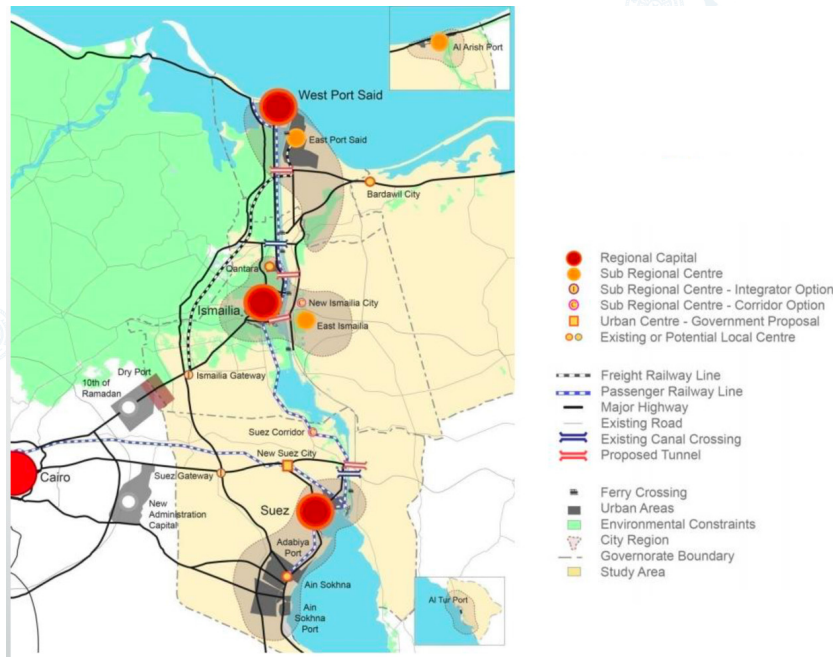 Al Arish Port
West Port Said
East Port Said
Bardawil City
Qantara
New Ismailia City
Ismailia
East Ismailia
Dry Port
Ismailia Gateway
10th of
Ramadan
Suez Corridor
New Suez City
Cairo
Suez Gateway
New
Administration
Capital
Suez
Adabiya
Port
Ain Sokhna
Ain
Sokhna
Port
Al Tur Port
Regional Capital
Sub Regional Centre
Sub Regional Centre - Integrator Option
Sub Regional Centre - Corridor Option
Urban Centre - Government Proposal
Existing or Potential Local Centre
Freight Railway Line
Passenger Railway Line
Major Highway
Existing Road
Existing Canal Crossing
Proposed Tunnel
Ferry Crossing
Urban Areas
Environmental Constraints
City Region
Governorate Boundary
Study Area